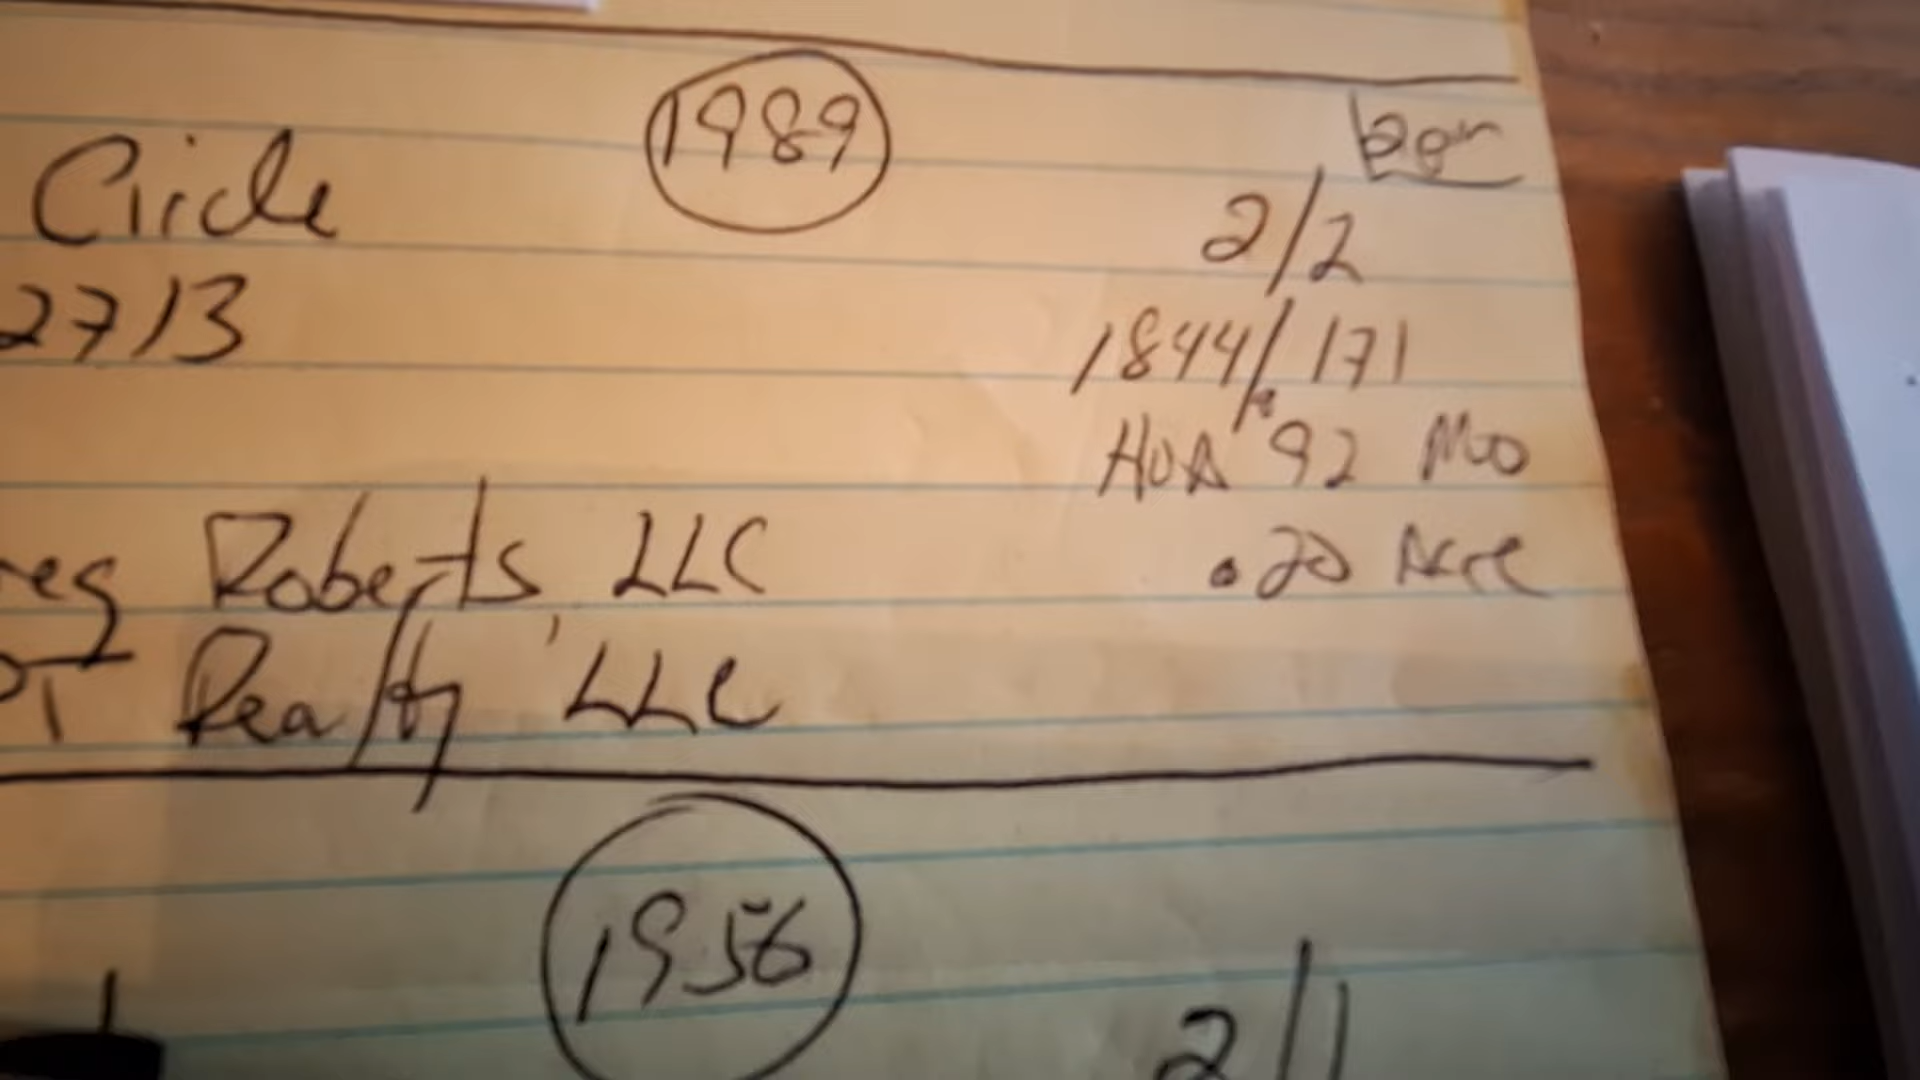 1989
Circle
2713
2/2
1844/171
HOA 92 Mo
.20 Acre
Roberts, LLC
Realty, LLC
1956
2/1